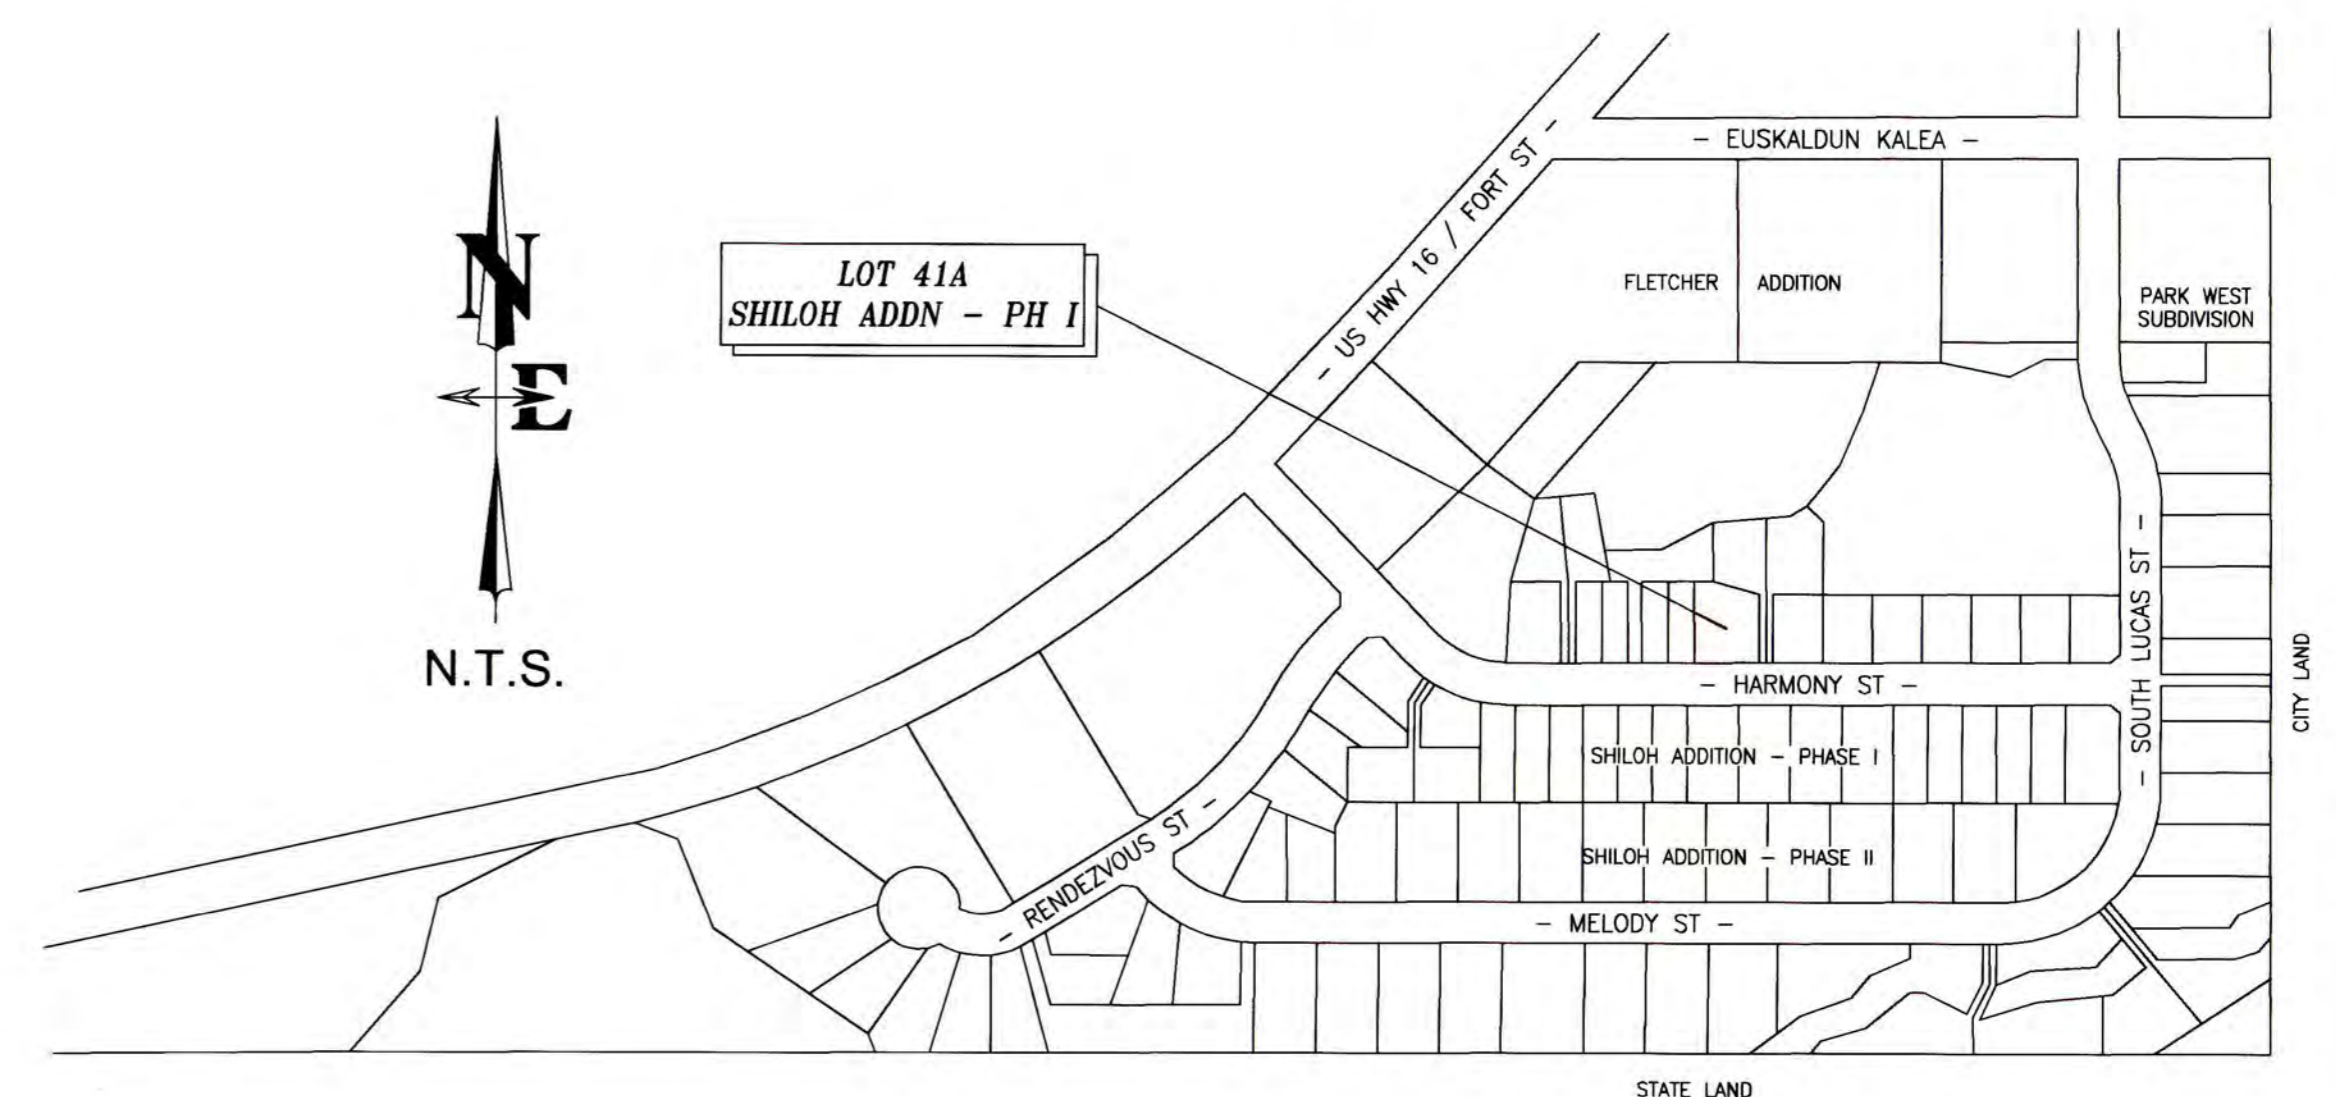 - EUSKALDUN KALEA -
- US HWY 16 / FORT ST -
N
LOT 41A
SHILOH ADDN - PH I
FLETCHER ADDITION
PARK WEST
SUBDIVISION
E
N.T.S.
- SOUTH LUCAS ST -
CITY LAND
- HARMONY ST -
SHILOH ADDITION - PHASE I
- RENDEZVOUS ST -
SHILOH ADDITION - PHASE II
- MELODY ST -
STATE LAND